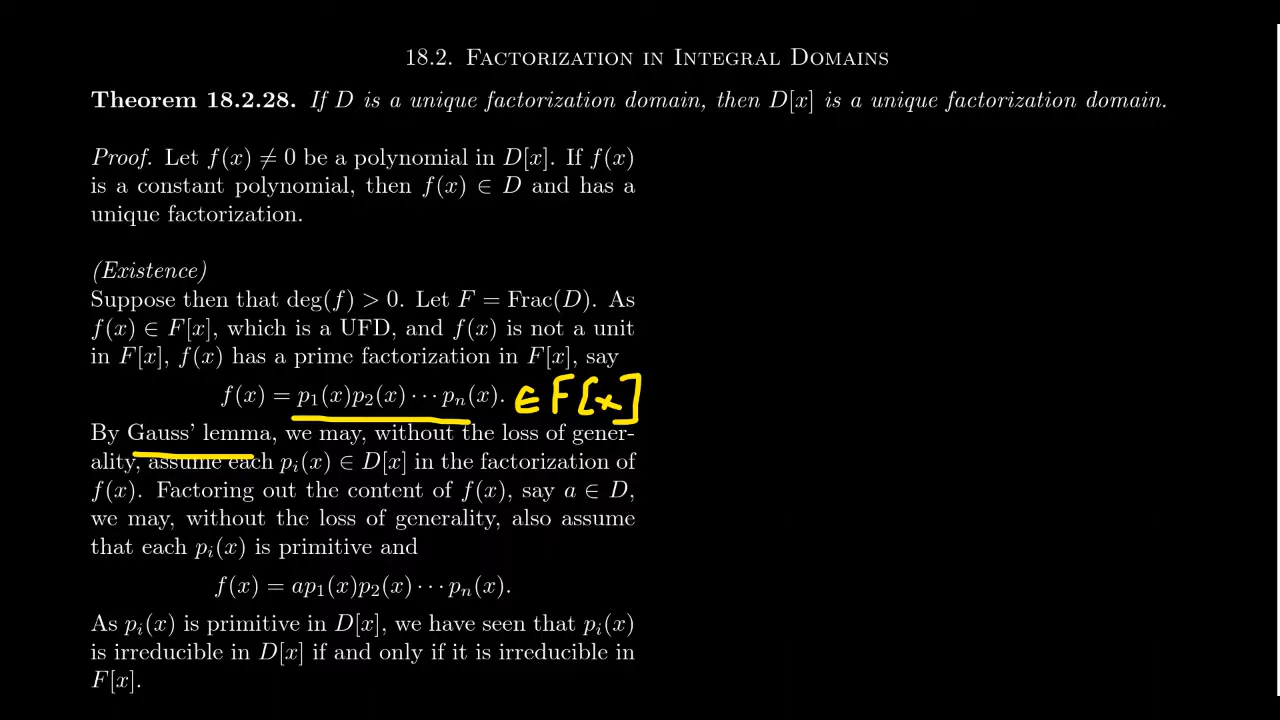 18.2. Factorization in Integral Domains
Theorem 18.2.28. If D is a unique factorization domain, then D[x] is a unique factorization domain.
Proof. Let f(x) ≠ 0 be a polynomial in D[x]. If f(x)
is a constant polynomial, then f(x) ∈ D and has a
unique factorization.
(Existence)
Suppose then that deg(f) > 0. Let F = Frac(D). As
f(x) ∈ F[x], which is a UFD, and f(x) is not a unit
in F[x], f(x) has a prime factorization in F[x], say
f(x) = p₁(x)p₂(x) ⋯ pₙ(x). ∈ F[x]
By Gauss' lemma, we may, without the loss of gener-
ality, assume each pᵢ(x) ∈ D[x] in the factorization of
f(x). Factoring out the content of f(x), say a ∈ D,
we may, without the loss of generality, also assume
that each pᵢ(x) is primitive and
f(x) = ap₁(x)p₂(x) ⋯ pₙ(x).
As pᵢ(x) is primitive in D[x], we have seen that pᵢ(x)
is irreducible in D[x] if and only if it is irreducible in
F[x].